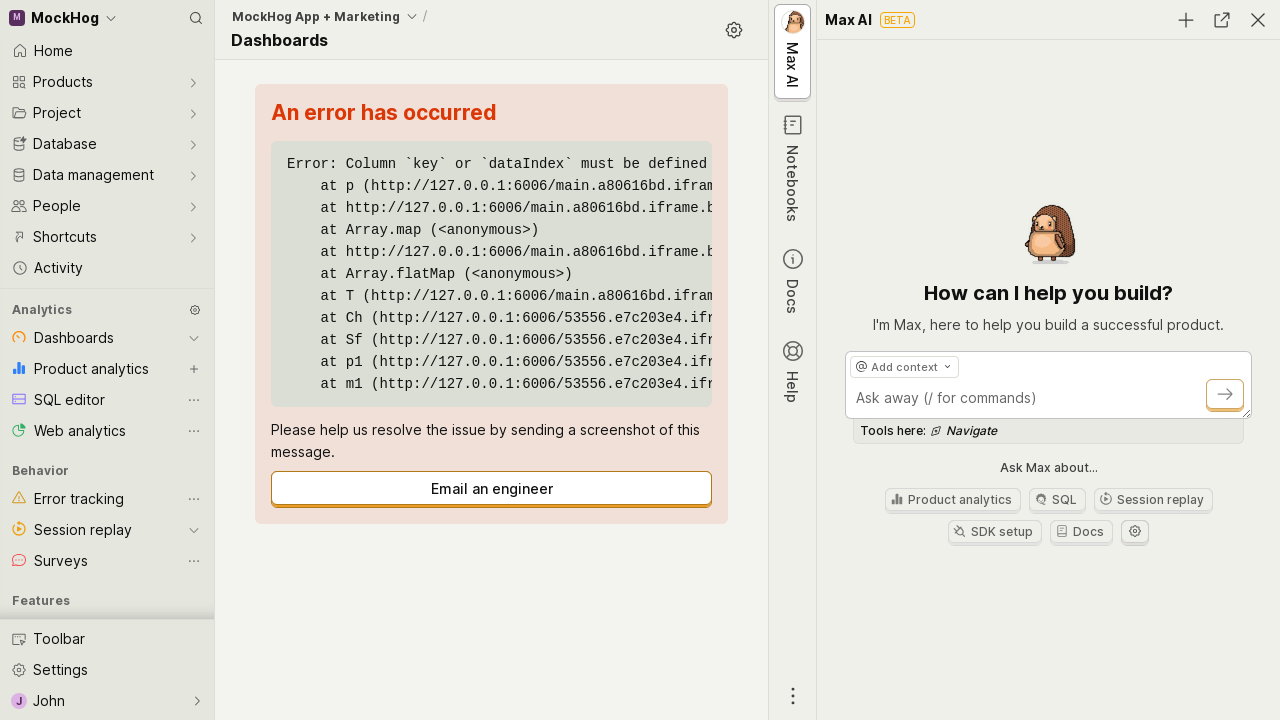 M MockHog
Home
Products
Project
Database
Data management
People
Shortcuts
Activity
Analytics
Dashboards
Product analytics
SQL editor
Web analytics
Behavior
Error tracking
Session replay
Surveys
Features
Toolbar
Settings
J John
MockHog App + Marketing /
Dashboards
An error has occurred
Error: Column `key` or `dataIndex` must be defined
at p (http://127.0.0.1:6006/main.a80616bd.ifram
at http://127.0.0.1:6006/main.a80616bd.iframe.b
at Array.map (<anonymous>)
at http://127.0.0.1:6006/main.a80616bd.iframe.b
at Array.flatMap (<anonymous>)
at T (http://127.0.0.1:6006/main.a80616bd.ifram
at Ch (http://127.0.0.1:6006/53556.e7c203e4.ifr
at Sf (http://127.0.0.1:6006/53556.e7c203e4.ifr
at p1 (http://127.0.0.1:6006/53556.e7c203e4.ifr
at m1 (http://127.0.0.1:6006/53556.e7c203e4.ifr
Please help us resolve the issue by sending a screenshot of this
message.
Email an engineer
Max AI
Notebooks
Docs
Help
Max AI BETA
How can I help you build?
I'm Max, here to help you build a successful product.
@ Add context
Ask away (/ for commands)
Tools here: Navigate
Ask Max about...
Product analytics
SQL
Session replay
SDK setup
Docs